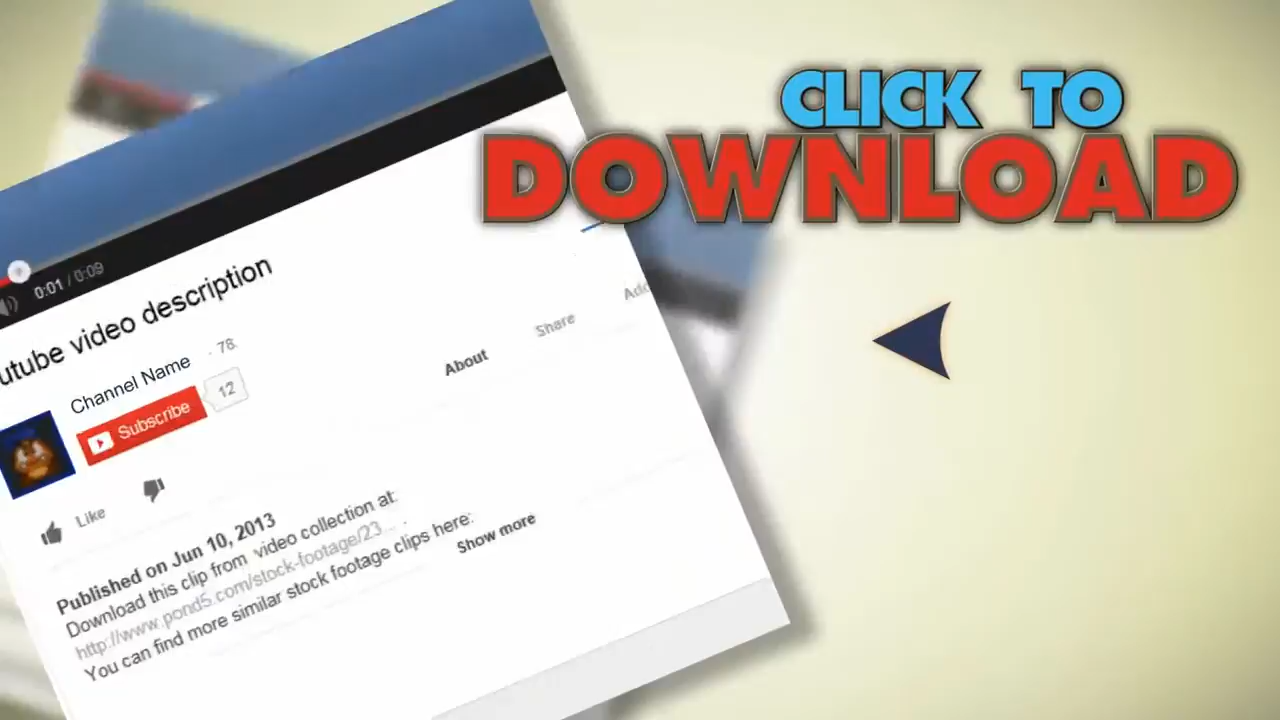 CLICK TO
DOWNLOAD
0:01 / 0:09
utube video description
Channel Name
78
Subscribe
12
About
Share
Add
Like
Published on Jun 10, 2013
Download this clip from video collection at:
http://www.pond5.com/stock-footage/23...
You can find more similar stock footage clips here:
Show more